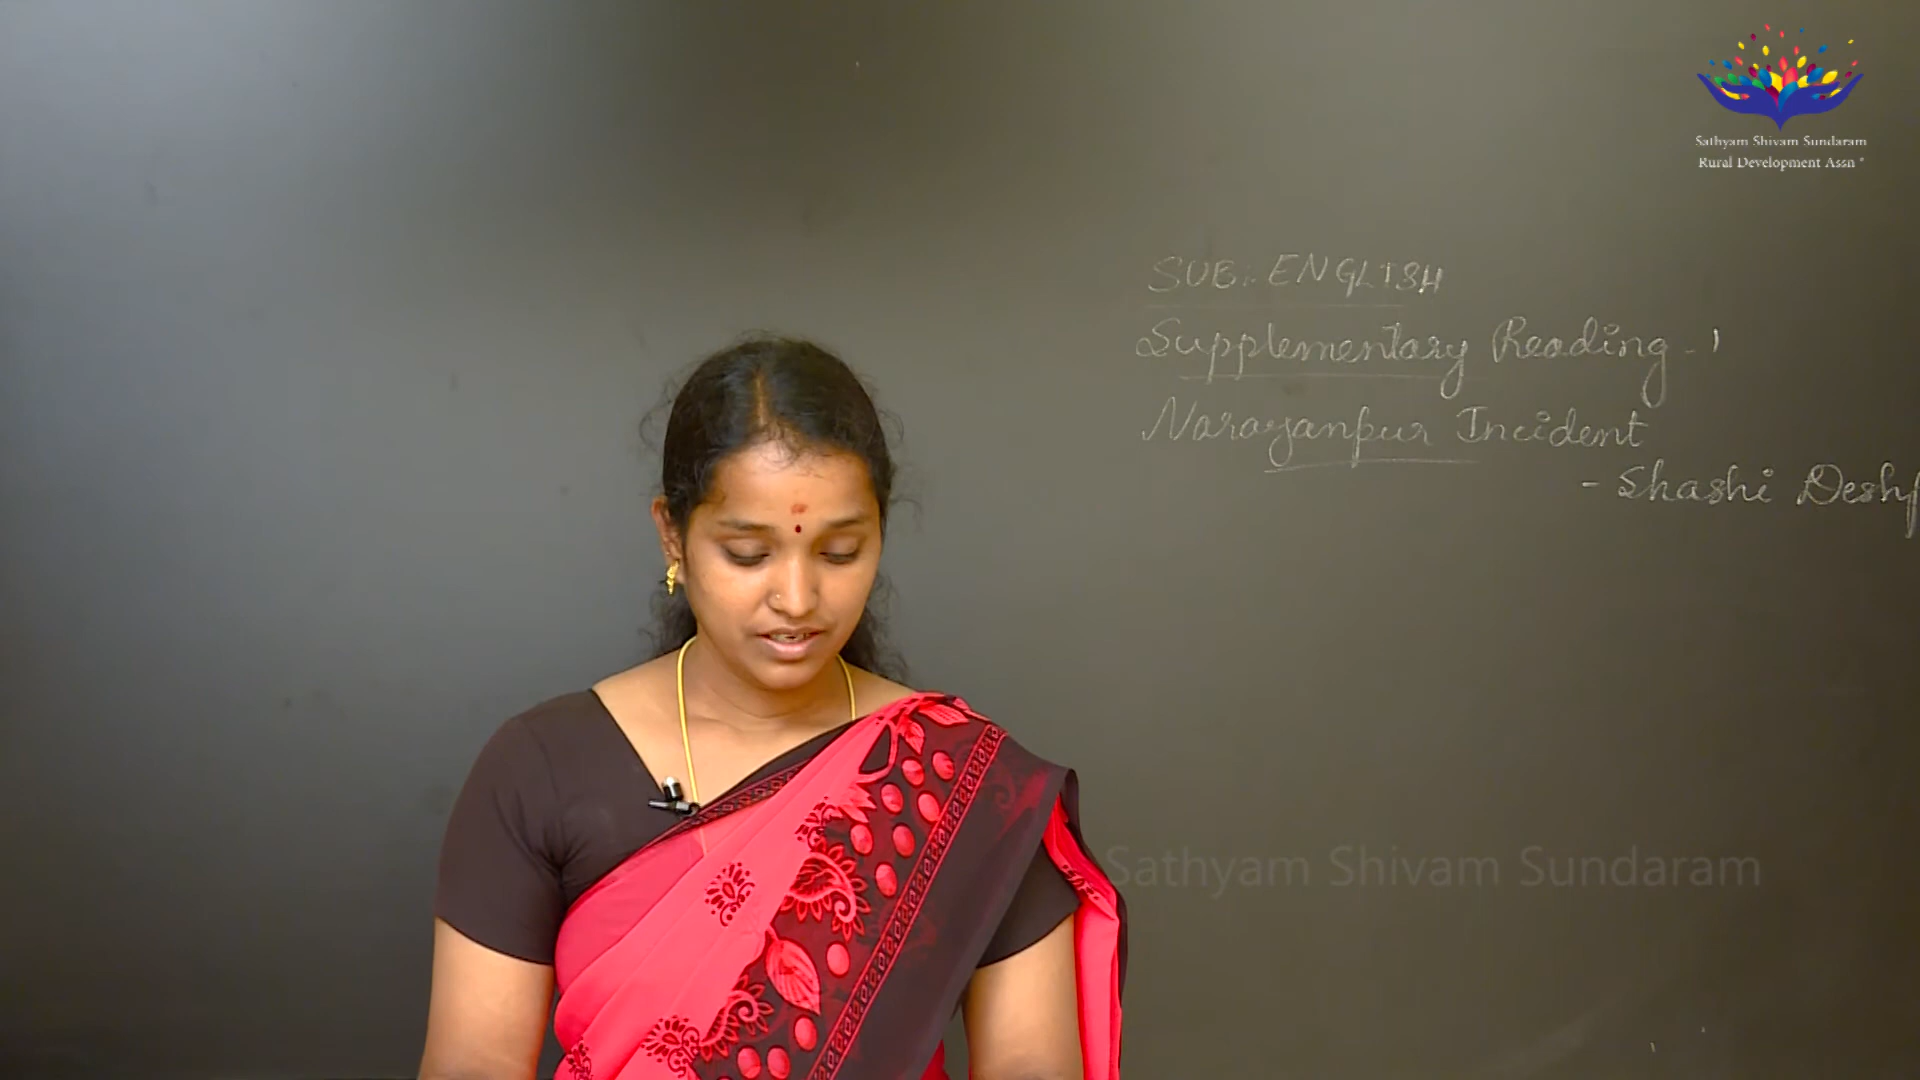 Sathyam Shivam Sundaram
Rural Development Assn
SUB: ENGLISH
Supplementary Reading - 1
Narayanpur Incident
- Shashi
Sathyam Shivam Sundaram